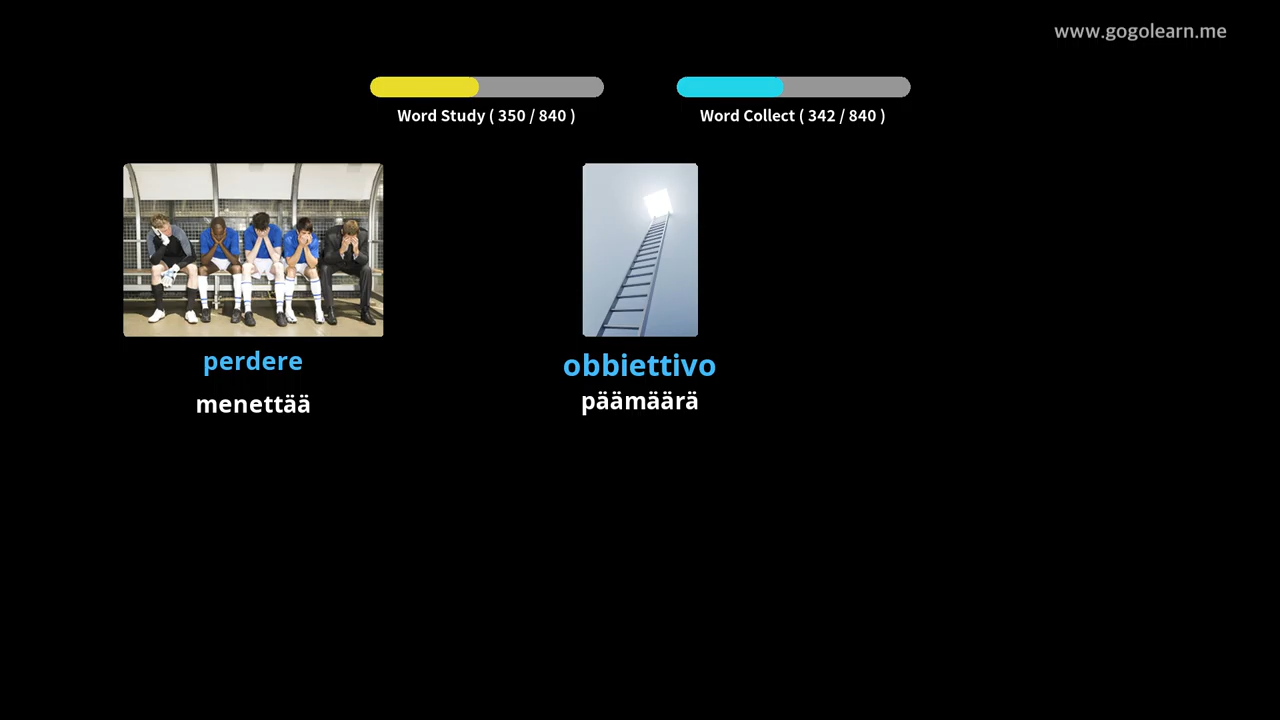 www.gogolearn.me
Word Study ( 350 / 840 )
Word Collect ( 342 / 840 )
perdere
menettää
obbiettivo
päämäärä